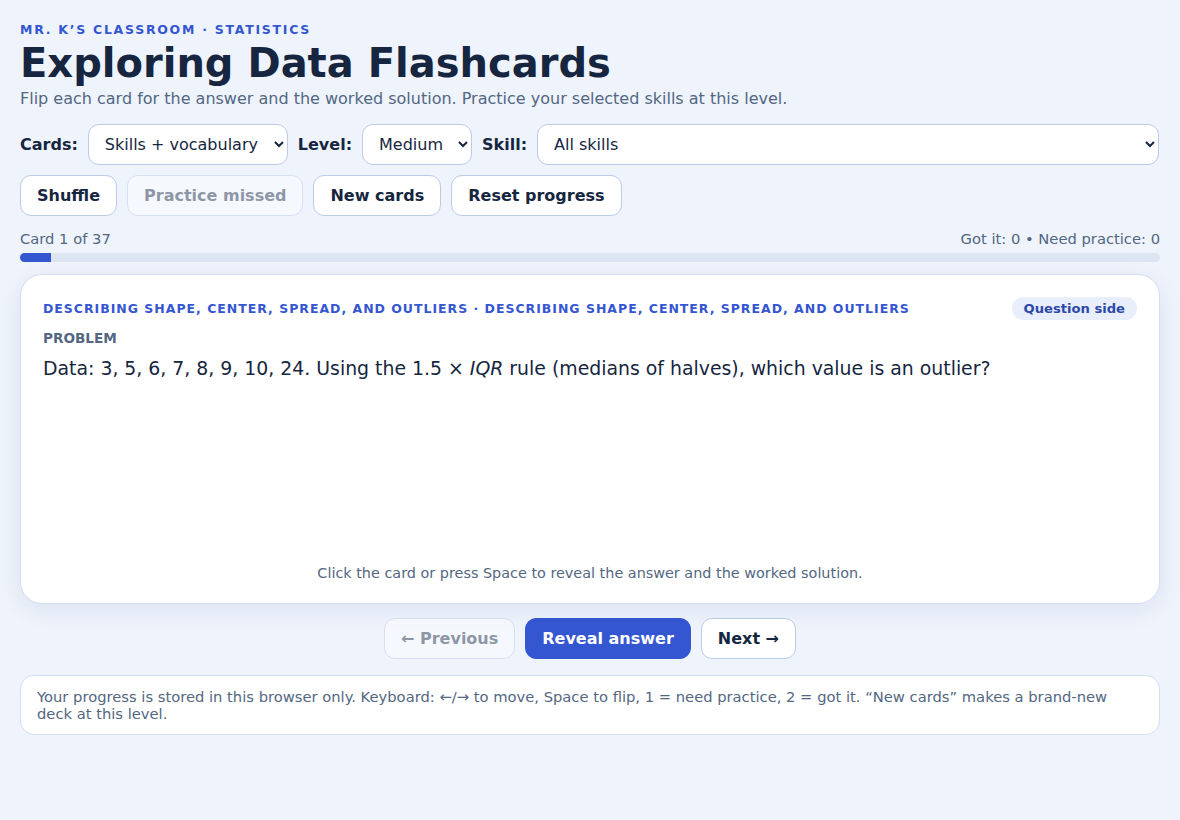 MR. K’S CLASSROOM · STATISTICS
Exploring Data Flashcards
Flip each card for the answer and the worked solution. Practice your selected skills at this level.
Cards: Skills + vocabulary Level: Medium Skill: All skills
Shuffle Practice missed New cards Reset progress
Card 1 of 37 Got it: 0 • Need practice: 0
DESCRIBING SHAPE, CENTER, SPREAD, AND OUTLIERS · DESCRIBING SHAPE, CENTER, SPREAD, AND OUTLIERS Question side
PROBLEM
Data: 3, 5, 6, 7, 8, 9, 10, 24. Using the 1.5 × IQR rule (medians of halves), which value is an outlier?
Click the card or press Space to reveal the answer and the worked solution.
← Previous Reveal answer Next →
Your progress is stored in this browser only. Keyboard: ←/→ to move, Space to flip, 1 = need practice, 2 = got it. “New cards” makes a brand-new
deck at this level.